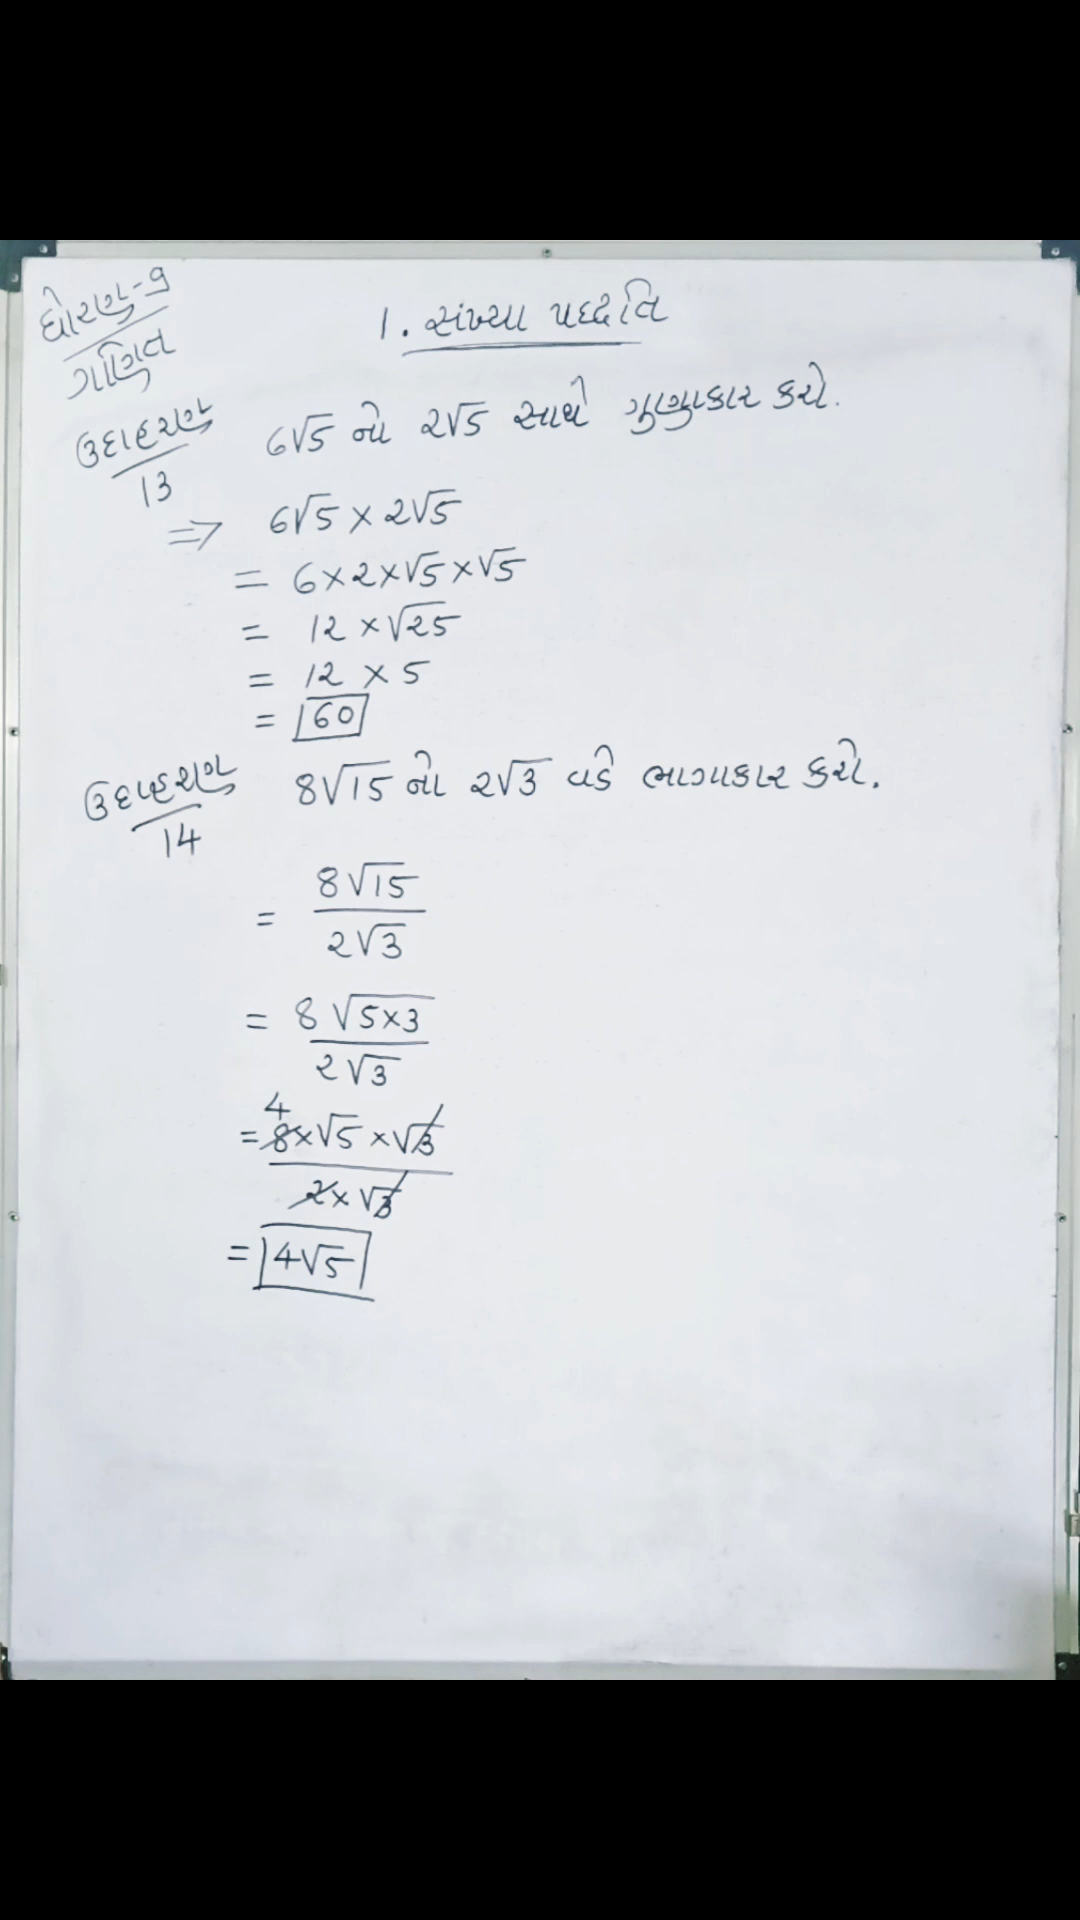 ધોરણ-9
ગણિત
1. સંખ્યા પધ્ધતિ
ઉદાહરણ 13
6√5 નો 2√5 સાથે ગુણાકાર કરો.
⇒ 6√5 × 2√5
= 6×2×√5×√5
= 12 ×√25
= 12 × 5
= 60
ઉદાહરણ 14
8√15 નો 2√3 વડે ભાગાકાર કરો.
= 8√15 / 2√3
= 8√5×3 / 2√3
4
= 8×√5×√3 / 2×√3
= 4√5